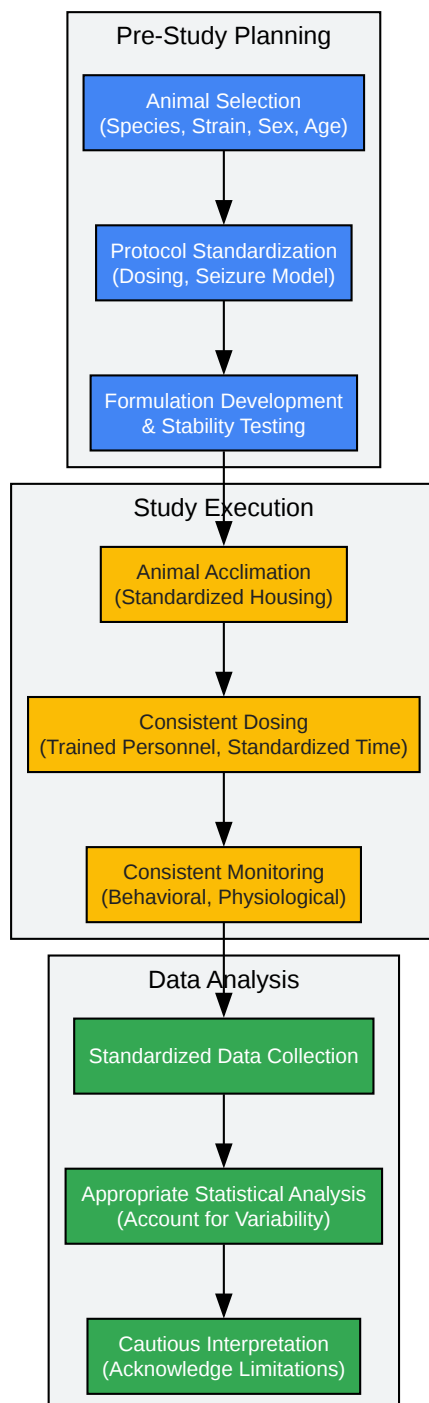 Pre-Study Planning
Animal Selection
(Species, Strain, Sex, Age)
Protocol Standardization
(Dosing, Seizure Model)
Formulation Development
& Stability Testing
Study Execution
Animal Acclimation
(Standardized Housing)
Consistent Dosing
(Trained Personnel, Standardized Time)
Consistent Monitoring
(Behavioral, Physiological)
Data Analysis
Standardized Data Collection
Appropriate Statistical Analysis
(Account for Variability)
Cautious Interpretation
(Acknowledge Limitations)